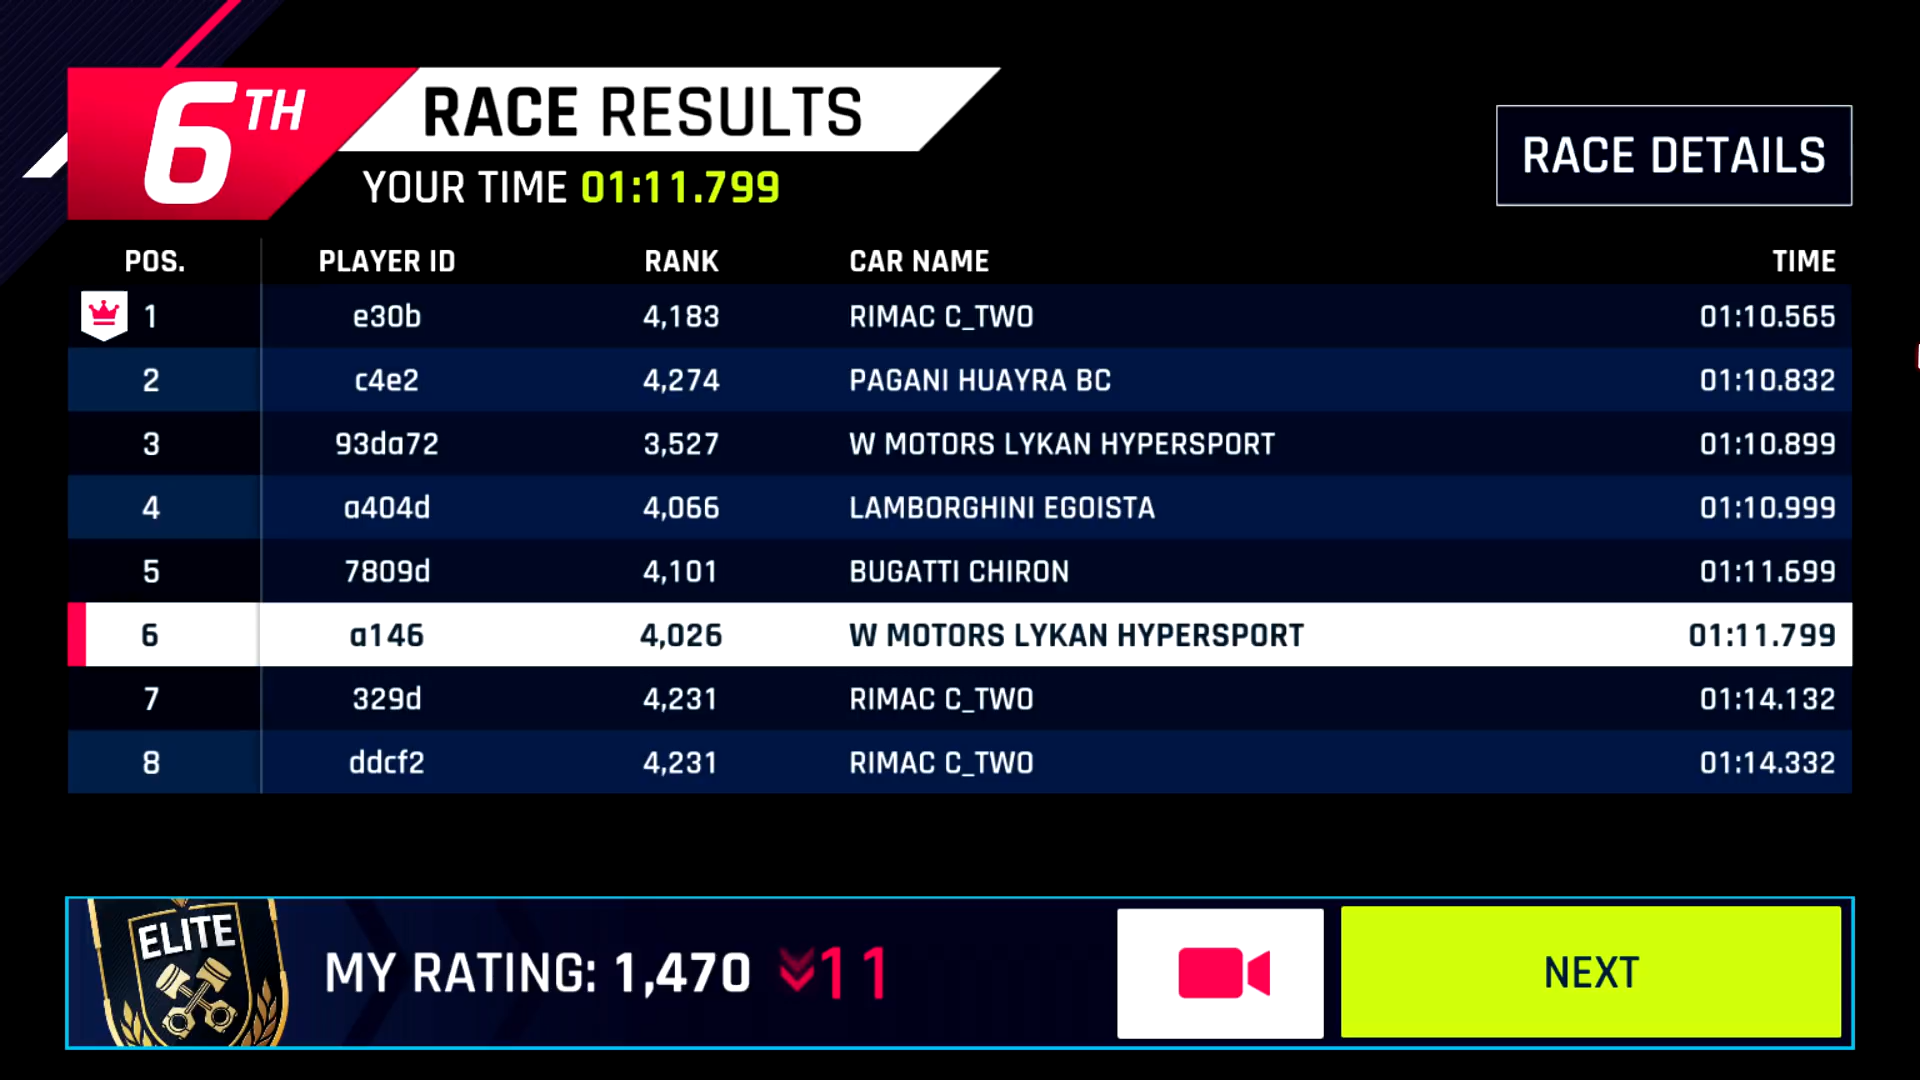 6TH
RACE RESULTS
YOUR TIME 01:11.799
RACE DETAILS
POS. PLAYER ID RANK CAR NAME TIME
1 e30b 4,183 RIMAC C_TWO 01:10.565
2 c4e2 4,274 PAGANI HUAYRA BC 01:10.832
3 93da72 3,527 W MOTORS LYKAN HYPERSPORT 01:10.899
4 a404d 4,066 LAMBORGHINI EGOISTA 01:10.999
5 7809d 4,101 BUGATTI CHIRON 01:11.699
6 a146 4,026 W MOTORS LYKAN HYPERSPORT 01:11.799
7 329d 4,231 RIMAC C_TWO 01:14.132
8 ddcf2 4,231 RIMAC C_TWO 01:14.332
ELITE
MY RATING: 1,470 11
NEXT